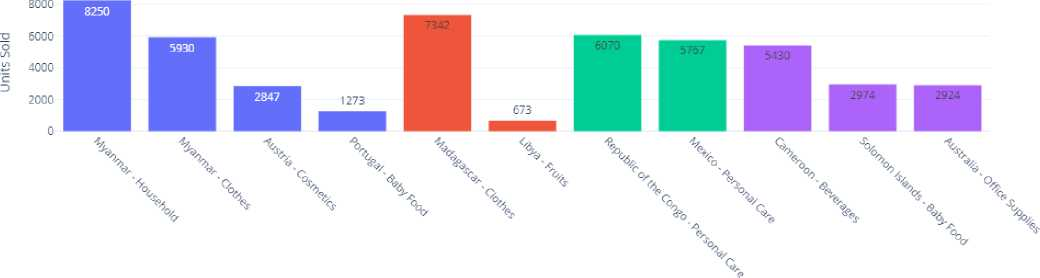 8000
6000
4000
2000
0
Units Sold
8250
5930
2847
1273
7342
673
6070
5767
5430
2974
2924
Myanmar - Household
Myanmar - Clothes
Austria - Cosmetics
Portugal - Baby Food
Madagascar - Clothes
Libya - Fruits
Republic of the Congo - Personal Care
Mexico - Personal Care
Cameroon - Beverages
Solomon Islands - Baby Food
Australia - Office Supplies